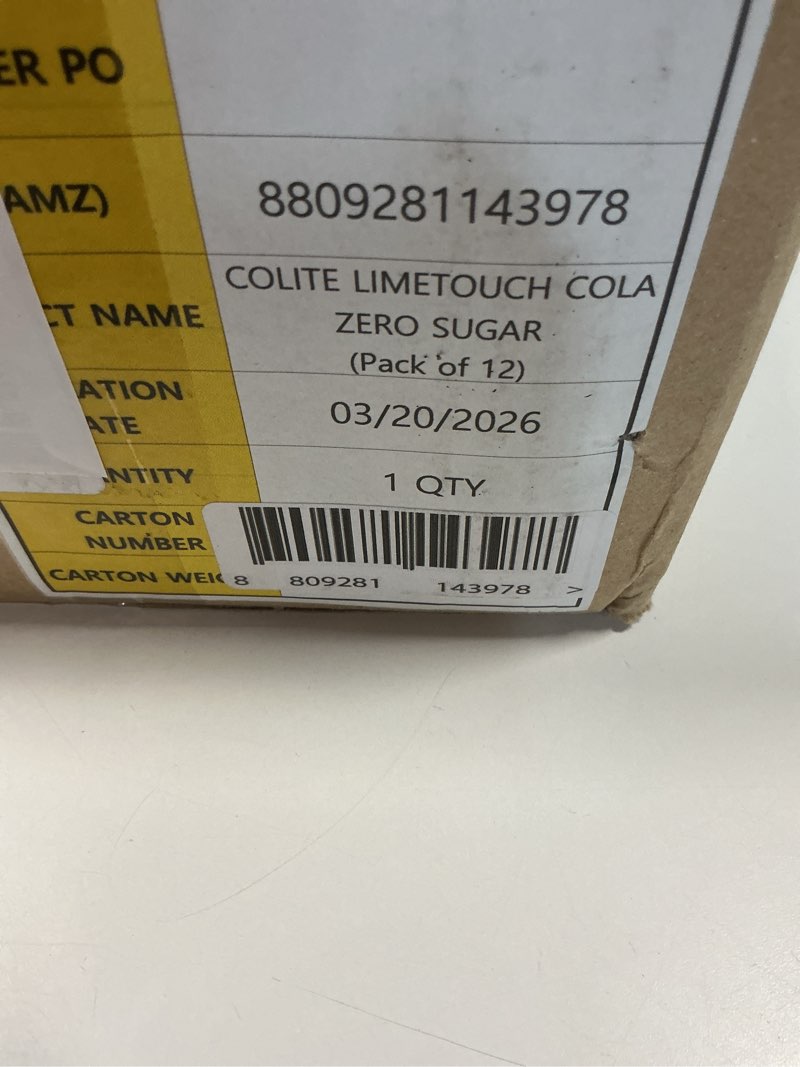 ER PO
AMZ) 8809281143978
CT NAME COLITE LIMETOUCH COLA
ZERO SUGAR
(Pack of 12)
ATION
ATE 03/20/2026
NTITY 1 QTY
CARTON
NUMBER
CARTON WEIG
8 809281 143978 >